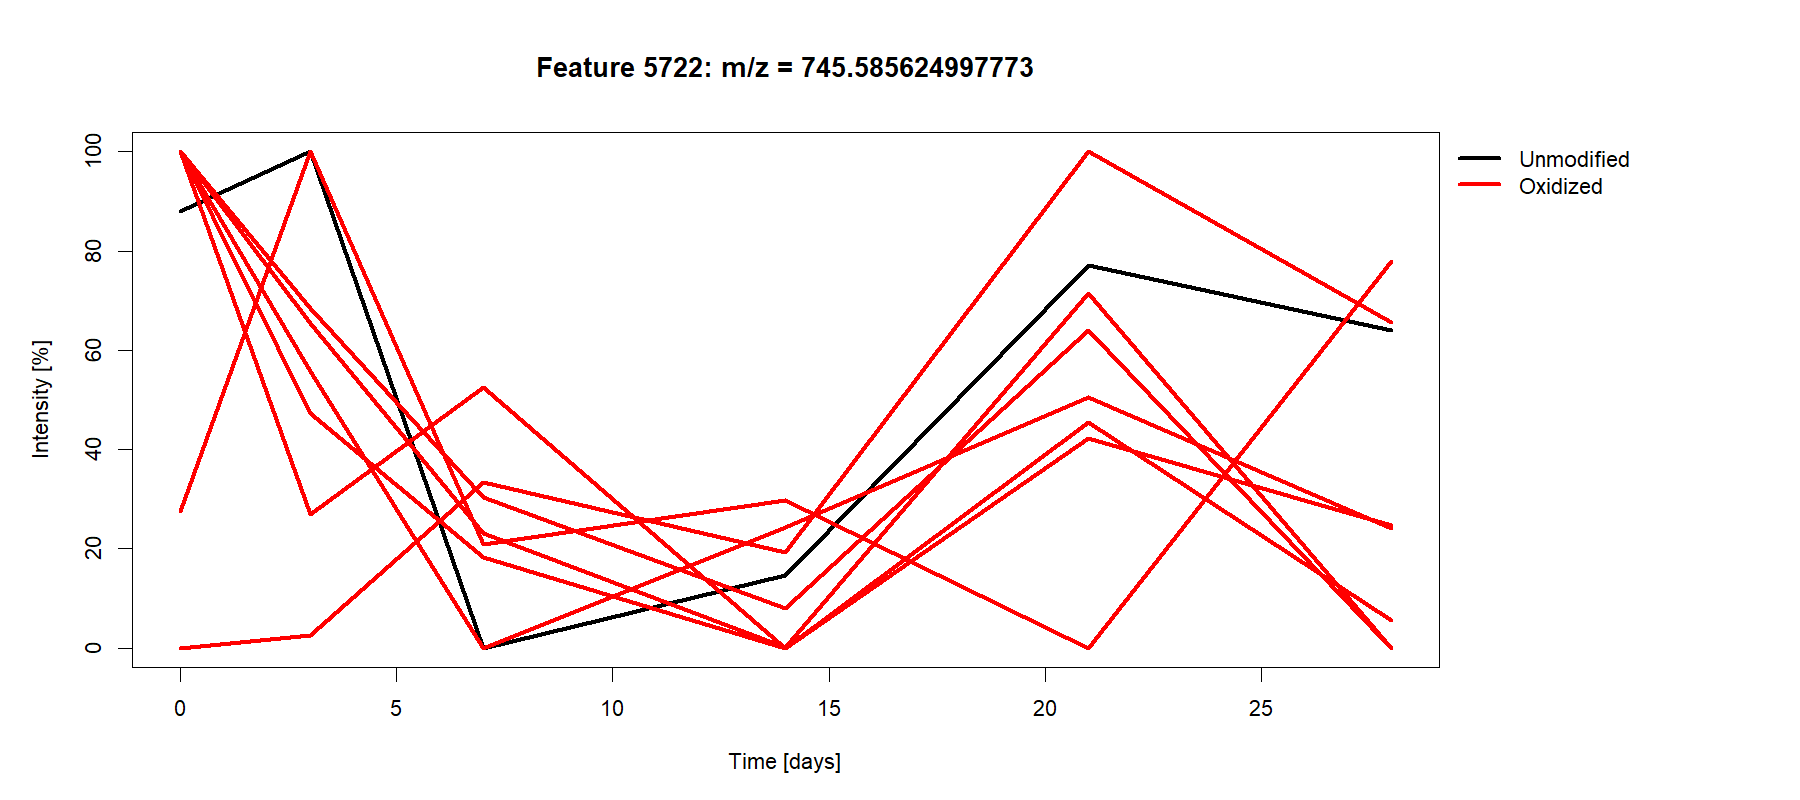 Feature 5722: m/z = 745.585624997773
Unmodified
Oxidized
Intensity [%]
100
80
60
40
20
0
0 5 10 15 20 25
Time [days]